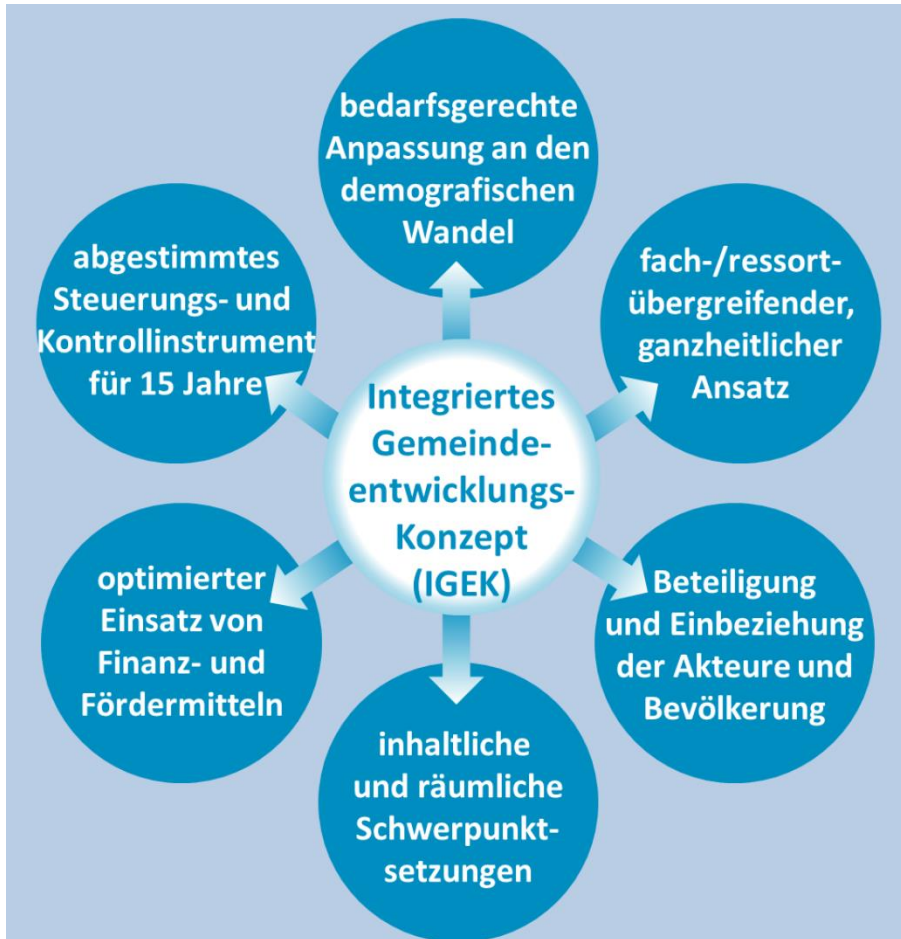 bedarfsgerechte
Anpassung an den
demografischen
Wandel
abgestimmtes
Steuerungs- und
Kontrollinstrument
für 15 Jahre
fach-/ressort-
übergreifender,
ganzheitlicher
Ansatz
Integriertes
Gemeinde-
entwicklungs-
Konzept
(IGEK)
optimierter
Einsatz von
Finanz- und
Fördermitteln
Beteiligung
und Einbeziehung
der Akteure und
Bevölkerung
inhaltliche
und räumliche
Schwerpunkt-
setzungen